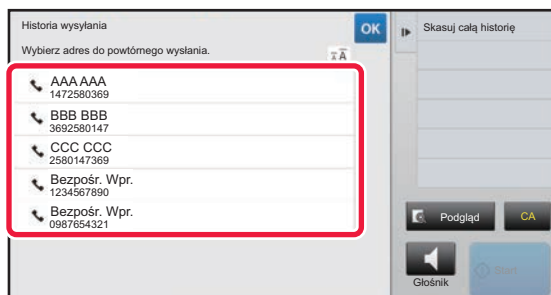 Historia wysyłania
OK
Wybierz adres do powtórnego wysłania.
AAA AAA
1472580369
BBB BBB
3692580147
CCC CCC
2580147369
Bezpośr. Wpr.
1234567890
Bezpośr. Wpr.
0987654321
Skasuj całą historię
Podgląd
CA
Głośnik
Start